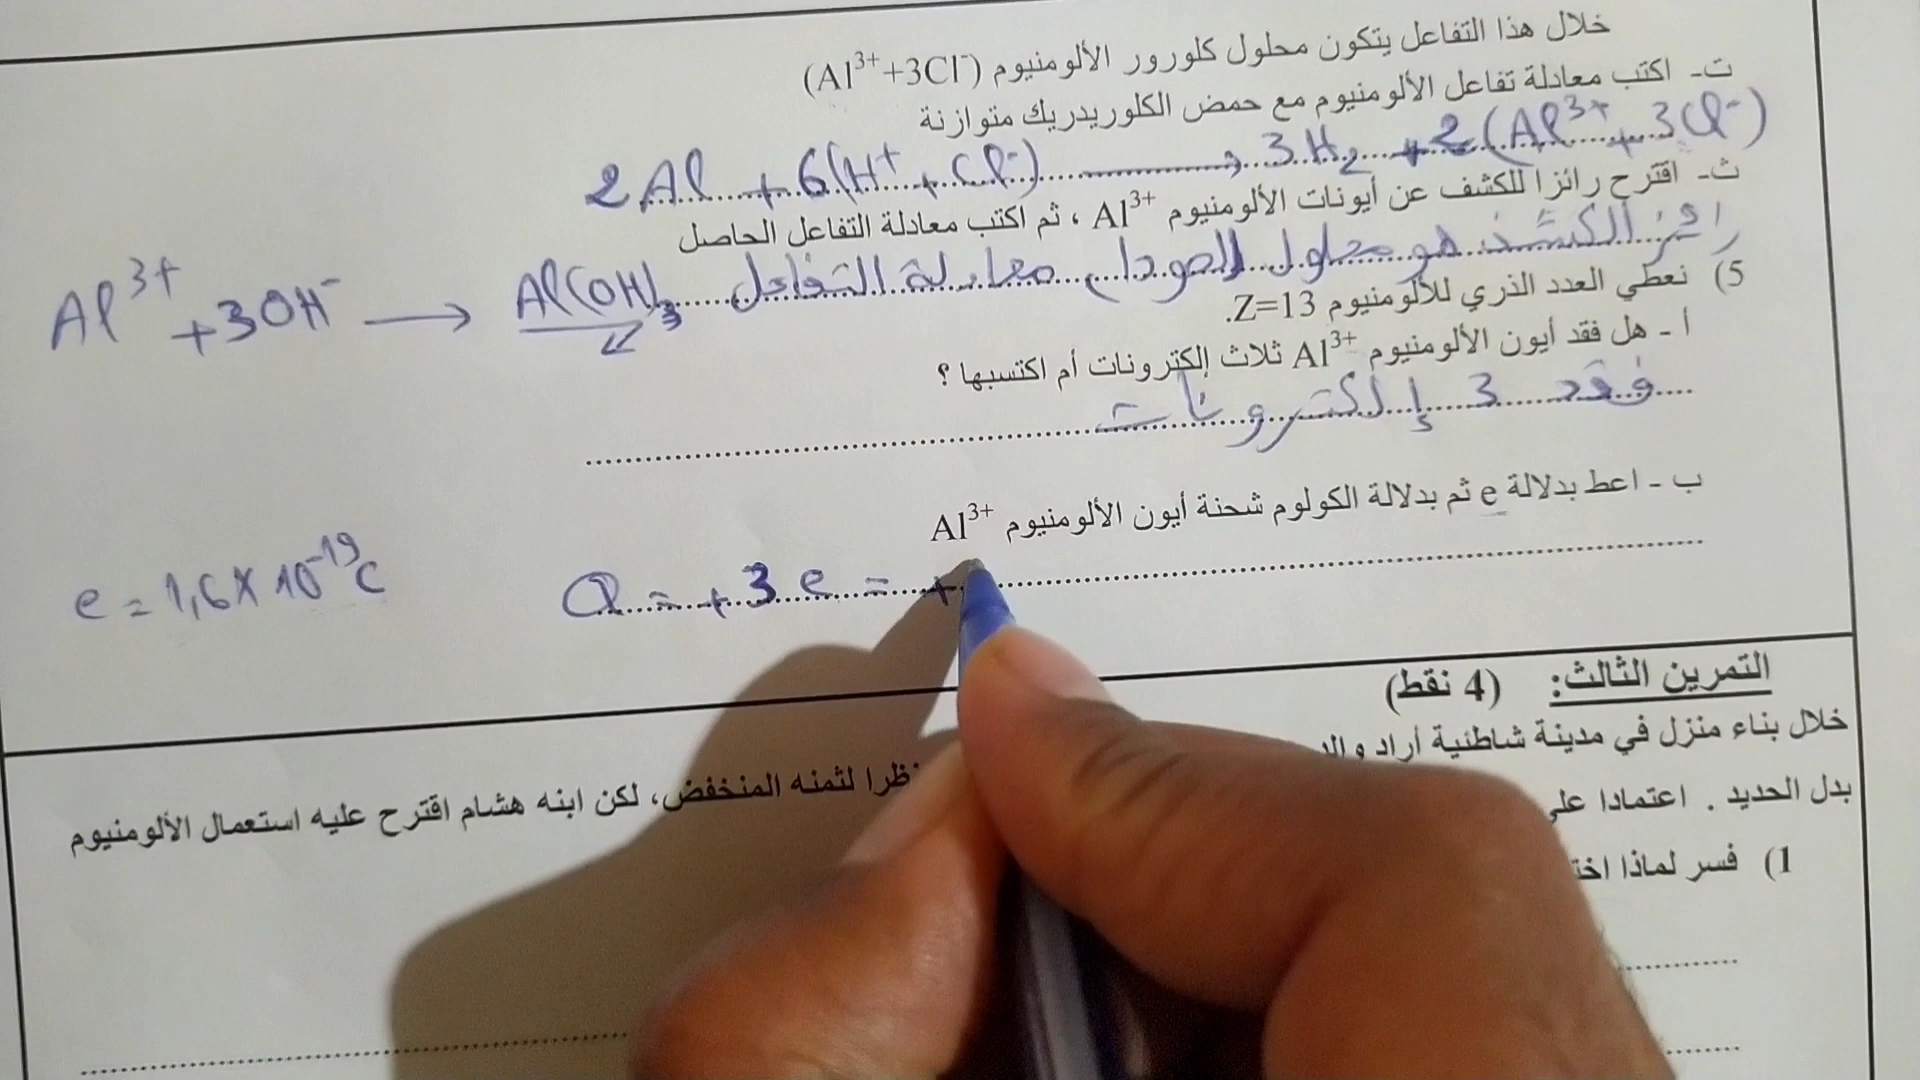 خلال هذا التفاعل يتكون محلول كلورور الألومنيوم (Al³⁺+3Cl⁻)
ت- اكتب معادلة تفاعل الألومنيوم مع حمض الكلوريدريك متوازنة
2Al + 6(H⁺ + Cl⁻) → 3H₂ + 2(Al³⁺ + 3Cl⁻)
ث- اقترح رائزا للكشف عن أيونات الألومنيوم Al³⁺ ، ثم اكتب معادلة التفاعل الحاصل
رائز الكشف هو محلول الصودا، معادلة التفاعل
Al³⁺ + 3OH⁻ → Al(OH)₃
5) نعطي العدد الذري للألومنيوم Z=13.
أ - هل فقد أيون الألومنيوم Al³⁺ ثلاث إلكترونات أم اكتسبها ؟
فقد 3 إلكترونات
ب - اعط بدلالة e ثم بدلالة الكولوم شحنة أيون الألومنيوم Al³⁺
Q = +3e = +
e = 1,6×10⁻¹⁹C
التمرين الثالث: (4 نقط)
خلال بناء منزل في مدينة شاطئية أراد نظرا لثمنه المنخفض، لكن ابنه هشام اقترح عليه استعمال الألومنيوم
بدل الحديد . اعتمادا
1) فسر لماذا